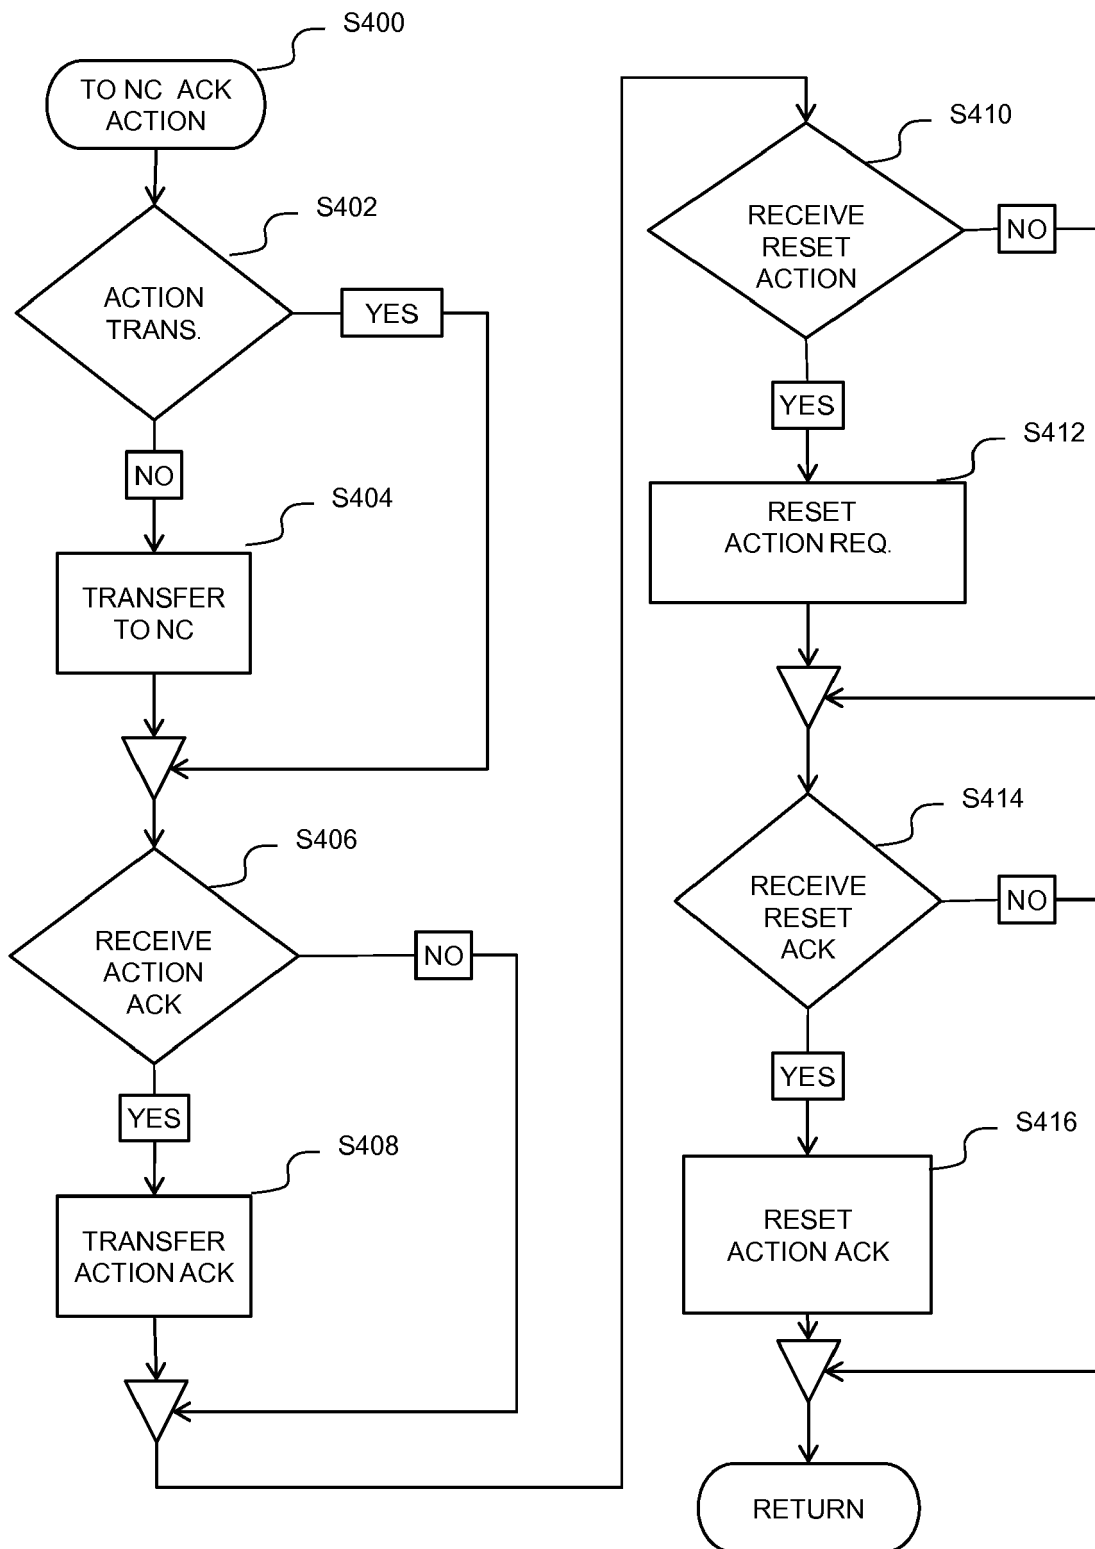 S400
TO NC ACK
ACTION
S402
ACTION
TRANS.
YES
NO
S404
TRANSFER
TO NC
S406
RECEIVE
ACTION
ACK
NO
YES
S408
TRANSFER
ACTION ACK
S410
RECEIVE
RESET
ACTION
NO
YES
S412
RESET
ACTION REQ.
S414
RECEIVE
RESET
ACK
NO
YES
S416
RESET
ACTION ACK
RETURN